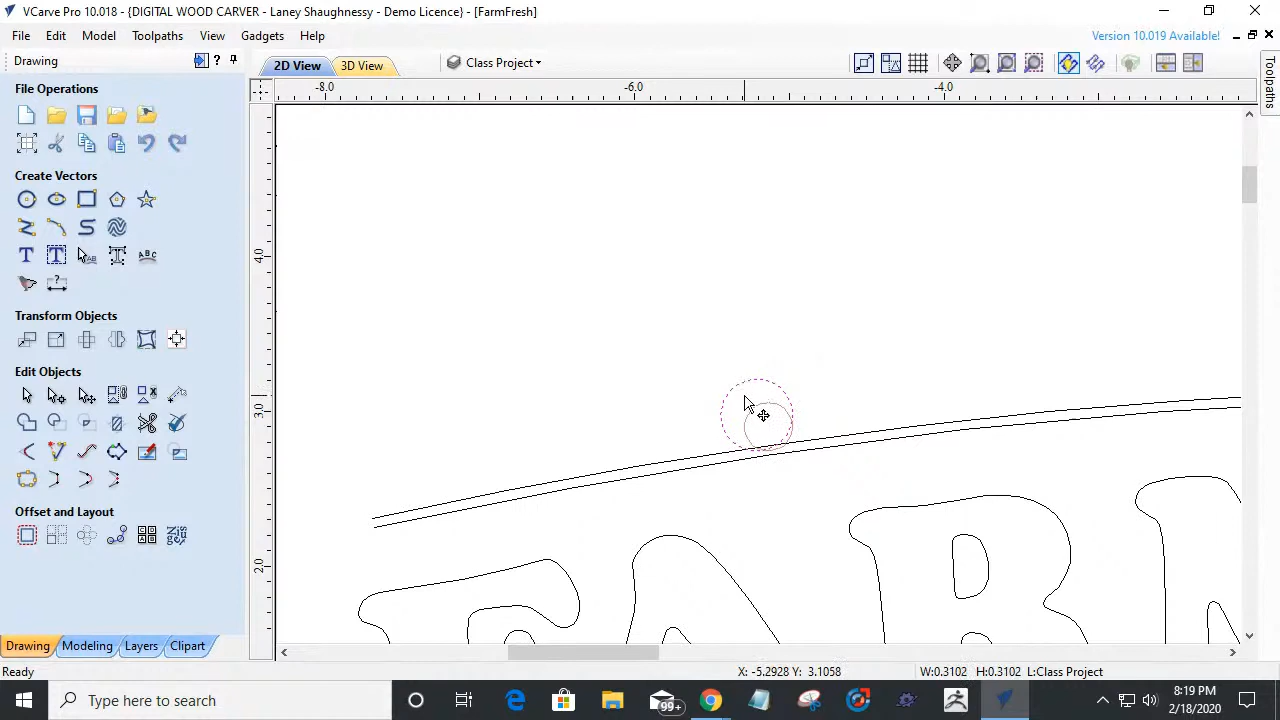 VCarve Pro 10.018 - {DIGITAL WOOD CARVER - Laney Shaughnessy - Demo Licence} - [FarmFresh]
File Edit Model Toolpaths View Gadgets Help
Version 10.019 Available!
Drawing
?
2D View 3D View
Class Project
Toolpaths
File Operations
Create Vectors
Transform Objects
Edit Objects
Offset and Layout
-8.0 -6.0 -4.0
4.0
3.0
2.0
Drawing Modeling Layers Clipart
Ready
X: -5.2928 Y: 3.1058
W:0.3102 H:0.3102 L:Class Project
Type here to search
99+
8:19 PM
2/18/2020